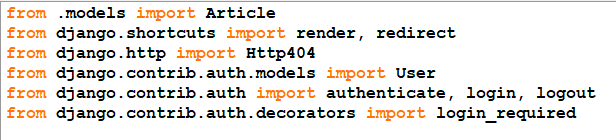 from .models import Article
from django.shortcuts import render, redirect
from django.http import Http404
from django.contrib.auth.models import User
from django.contrib.auth import authenticate, login, logout
from django.contrib.auth.decorators import login_required